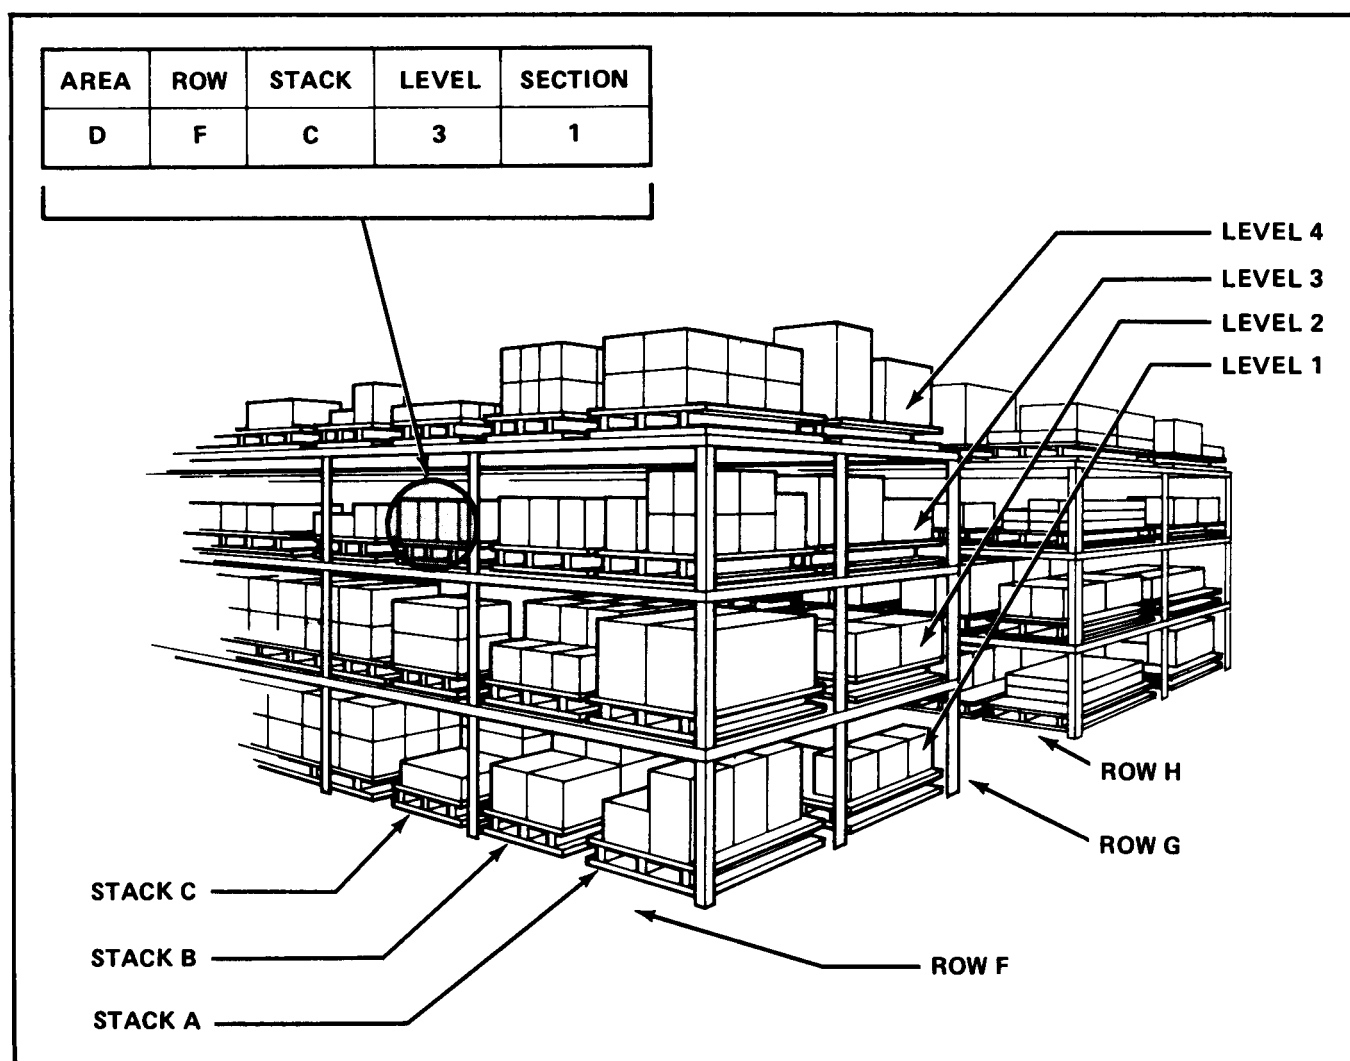 AREA ROW STACK LEVEL SECTION
D F C 3 1
LEVEL 4
LEVEL 3
LEVEL 2
LEVEL 1
ROW H
ROW G
STACK C
STACK B
ROW F
STACK A